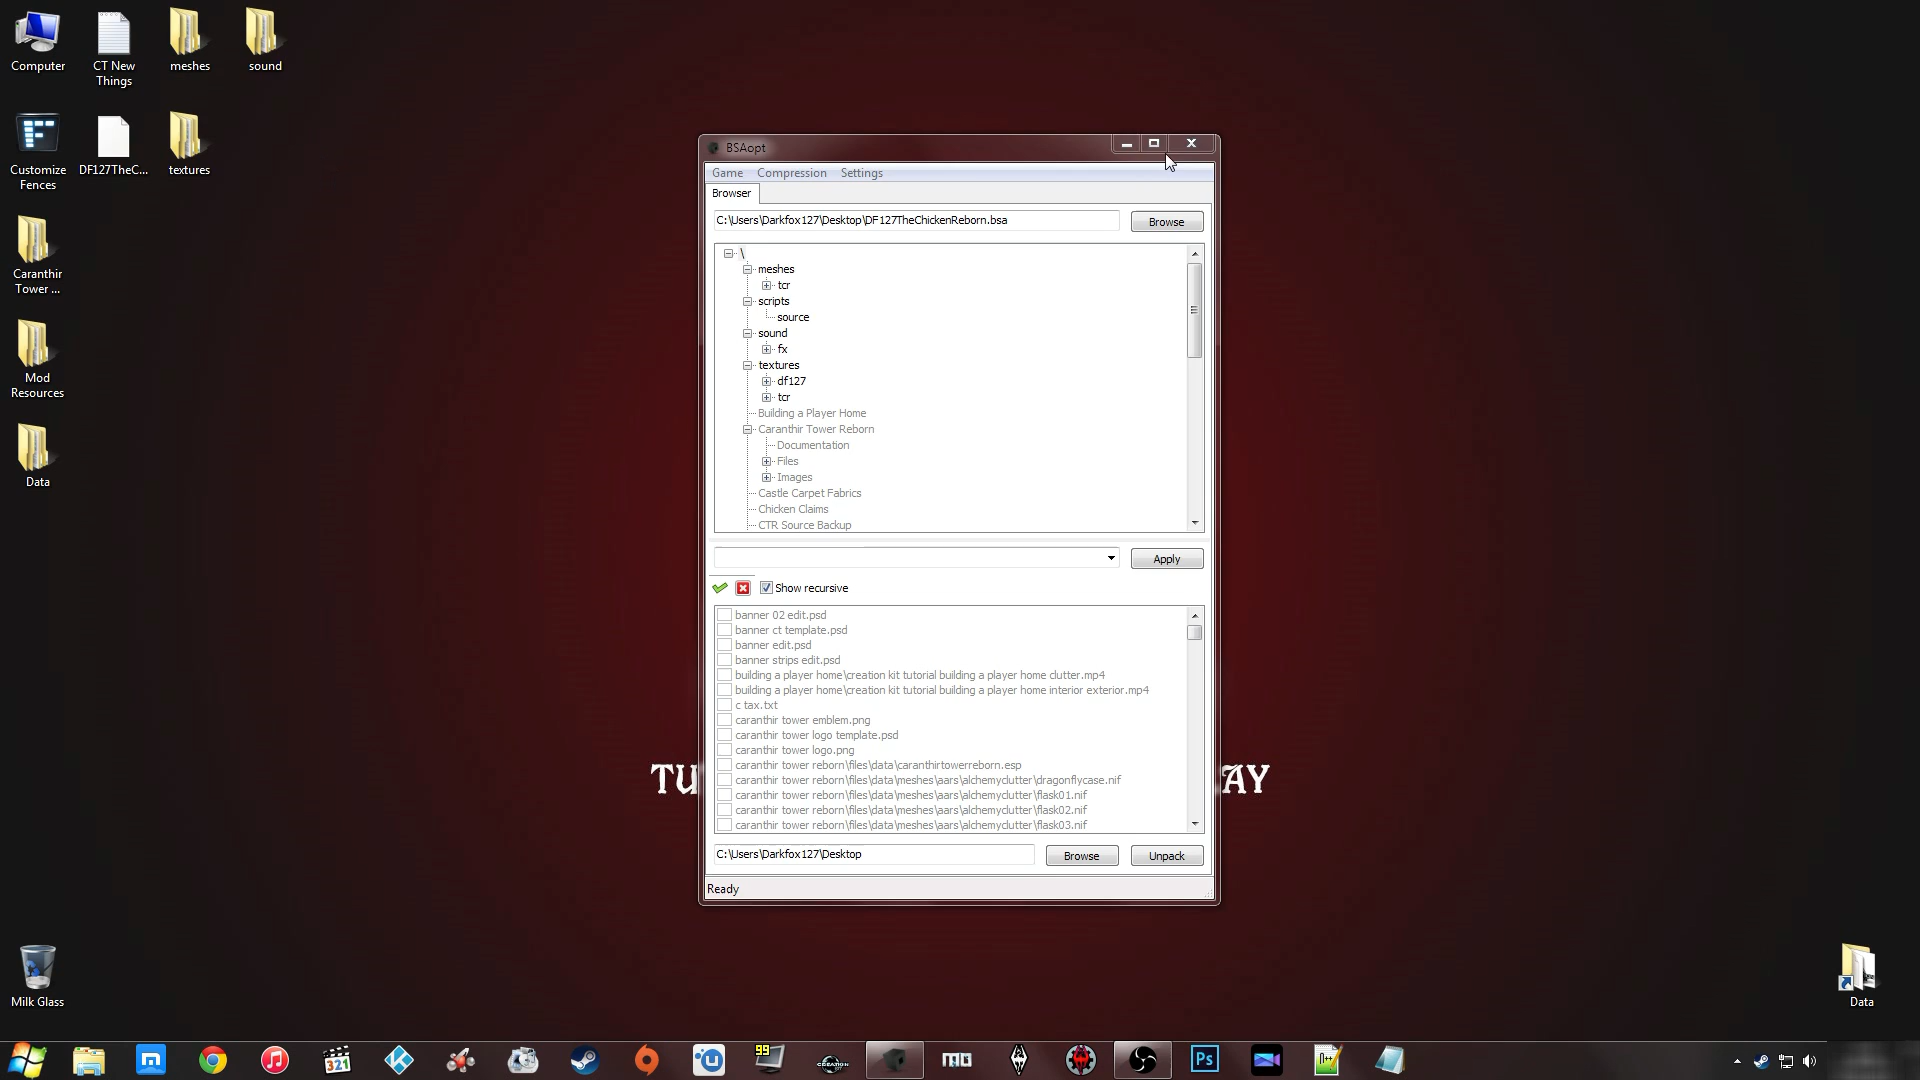 Computer
CT New
Things
meshes
sound
Customize
Fences
DF127TheC...
textures
Caranthir
Tower ...
Mod
Resources
Data
BSAopt
Game Compression Settings
Browser
C:\Users\Darkfox127\Desktop\DF127TheChickenReborn.bsa
Browse
\
meshes
tcr
scripts
source
sound
fx
textures
df127
tcr
Building a Player Home
Caranthir Tower Reborn
Documentation
Files
Images
Castle Carpet Fabrics
Chicken Claims
CTR Source Backup
Apply
Show recursive
banner 02 edit.psd
banner ct template.psd
banner edit.psd
banner strips edit.psd
building a player home\creation kit tutorial building a player home clutter.mp4
building a player home\creation kit tutorial building a player home interior exterior.mp4
c tax.txt
caranthir tower emblem.png
caranthir tower logo template.psd
caranthir tower logo.png
caranthir tower reborn\files\data\caranthirtowerreborn.esp
caranthir tower reborn\files\data\meshes\aars\alchemyclutter\dragonflycase.nif
caranthir tower reborn\files\data\meshes\aars\alchemyclutter\flask01.nif
caranthir tower reborn\files\data\meshes\aars\alchemyclutter\flask02.nif
caranthir tower reborn\files\data\meshes\aars\alchemyclutter\flask03.nif
TU AY
C:\Users\Darkfox127\Desktop
Browse
Unpack
Ready
Milk Glass
Data
321
99
CREATION
MO
Ps